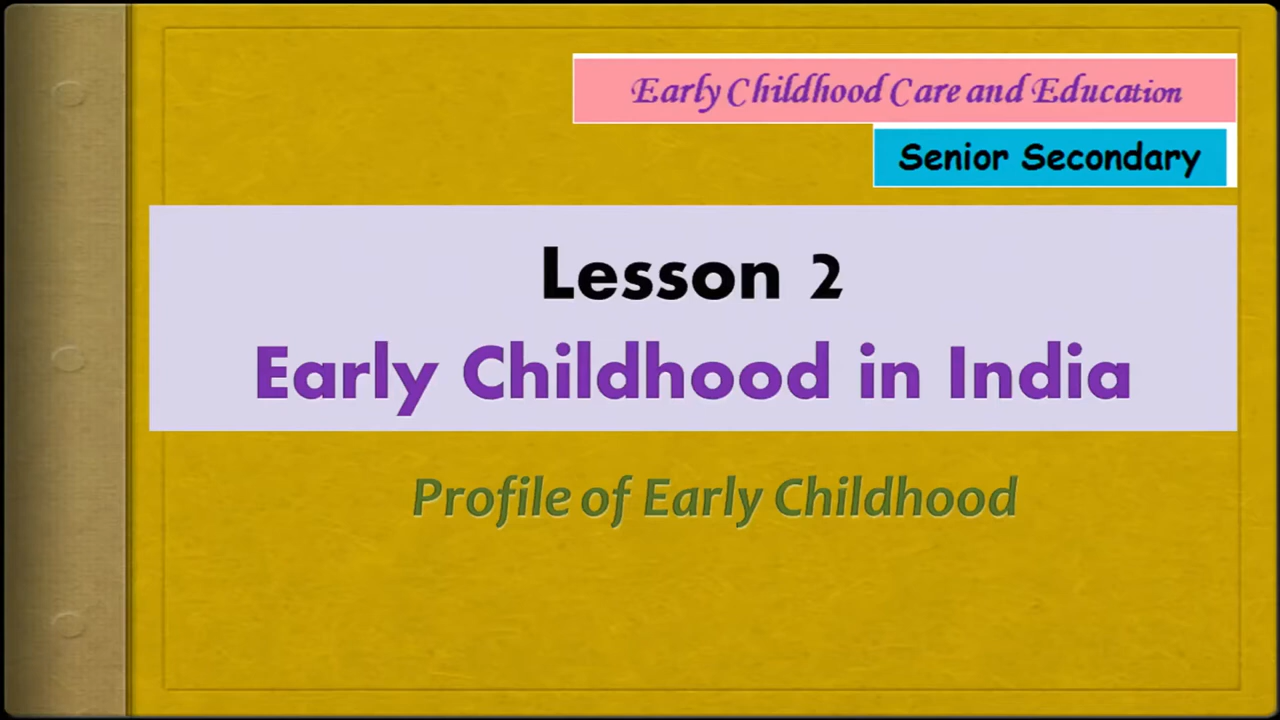 Early Childhood Care and Education
Senior Secondary
Lesson 2
Early Childhood in India
Profile of Early Childhood